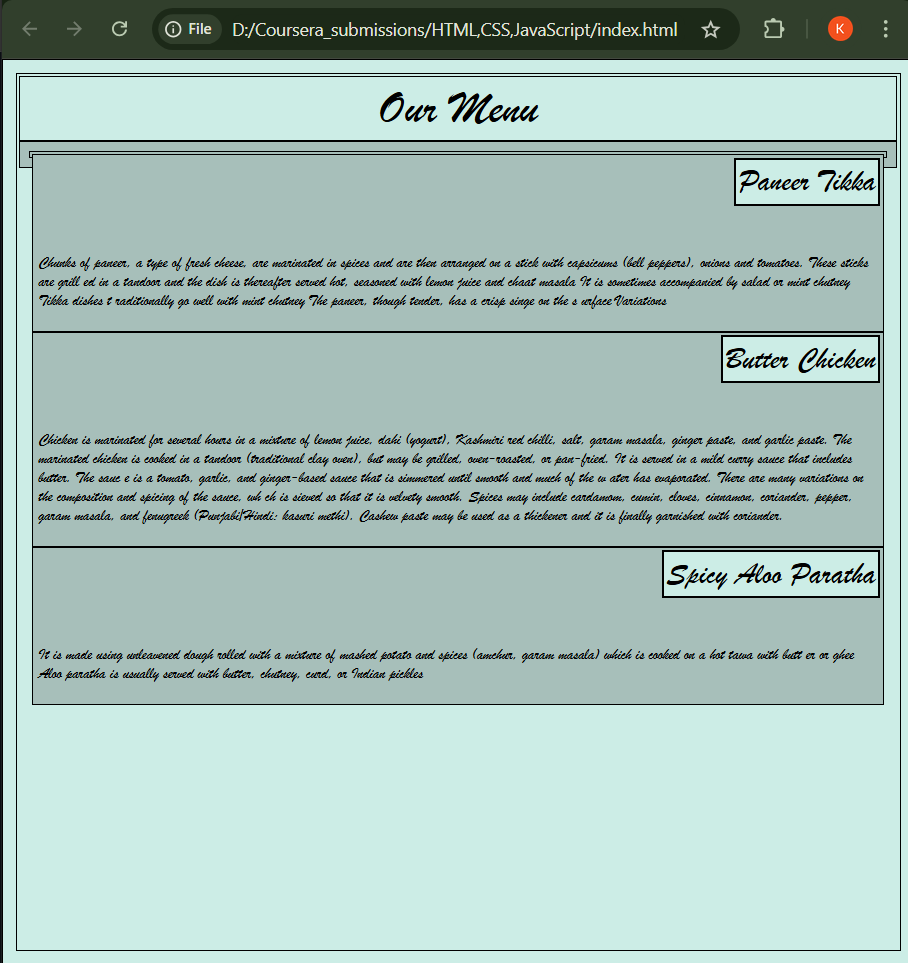 File D:/Coursera_submissions/HTML,CSS,JavaScript/index.html K
Our Menu
Paneer Tikka
Chunks of paneer, a type of fresh cheese, are marinated in spices and are then arranged on a stick with capsicums (bell peppers), onions and tomatoes. These sticks
are grill ed in a tandoor and the dish is thereafter served hot, seasoned with lemon juice and chaat masala It is sometimes accompanied by salad or mint chutney
Tikka dishes t raditionally go well with mint chutney The paneer, though tender, has a crisp singe on the s urface Variations
Butter Chicken
Chicken is marinated for several hours in a mixture of lemon juice, dahi (yogurt), Kashmiri red chilli, salt, garam masala, ginger paste, and garlic paste. The
marinated chicken is cooked in a tandoor (traditional clay oven), but may be grilled, oven-roasted, or pan-fried. It is served in a mild curry sauce that includes
butter. The sauc e is a tomato, garlic, and ginger-based sauce that is simmered until smooth and much of the w ater has evaporated. There are many variations on
the composition and spicing of the sauce, wh ch is sieved so that it is velvety smooth. Spices may include cardamom, cumin, cloves, cinnamon, coriander, pepper,
garam masala, and fenugreek (Punjabi/Hindi: kasuri methi). Cashew paste may be used as a thickener and it is finally garnished with coriander.
Spicy Aloo Paratha
It is made using unleavened dough rolled with a mixture of mashed potato and spices (amchur, garam masala) which is cooked on a hot tawa with butt er or ghee
Aloo paratha is usually served with butter, chutney, curd, or Indian pickles